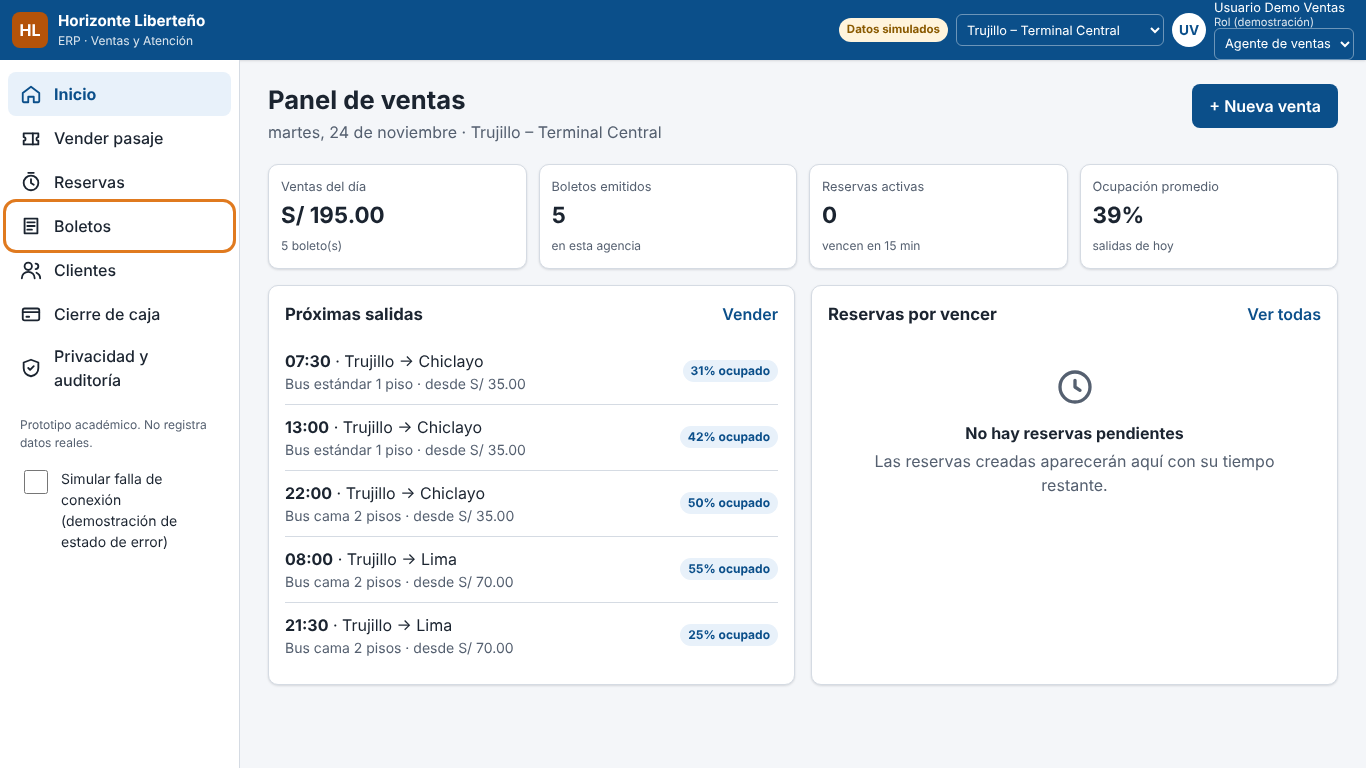 HL
Horizonte Liberteño
ERP · Ventas y Atención
Datos simulados
Trujillo – Terminal Central
UV
Usuario Demo Ventas
Rol (demostración)
Agente de ventas
Inicio
Vender pasaje
Reservas
Boletos
Clientes
Cierre de caja
Privacidad y
auditoría
Prototipo académico. No registra
datos reales.
Simular falla de
conexión
(demostración de
estado de error)
Panel de ventas
martes, 24 de noviembre · Trujillo – Terminal Central
+ Nueva venta
Ventas del día
S/ 195.00
5 boleto(s)
Boletos emitidos
5
en esta agencia
Reservas activas
0
vencen en 15 min
Ocupación promedio
39%
salidas de hoy
Próximas salidas
Vender
07:30 · Trujillo → Chiclayo
Bus estándar 1 piso · desde S/ 35.00
31% ocupado
13:00 · Trujillo → Chiclayo
Bus estándar 1 piso · desde S/ 35.00
42% ocupado
22:00 · Trujillo → Chiclayo
Bus cama 2 pisos · desde S/ 35.00
50% ocupado
08:00 · Trujillo → Lima
Bus cama 2 pisos · desde S/ 70.00
55% ocupado
21:30 · Trujillo → Lima
Bus cama 2 pisos · desde S/ 70.00
25% ocupado
Reservas por vencer
Ver todas
No hay reservas pendientes
Las reservas creadas aparecerán aquí con su tiempo
restante.